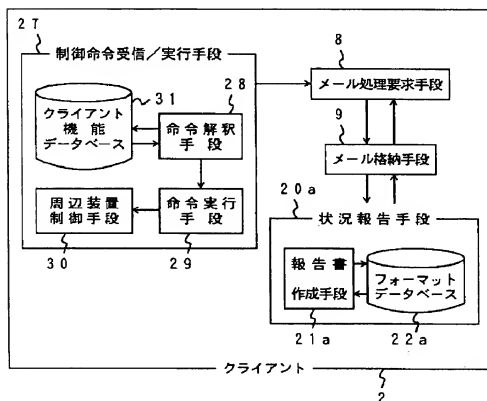 27
制御命令受信/実行手段
31
28
クライアント
機能
データベース
命令解釈
手段
周辺装置
制御手段
命令実行
手段
30
29
8
メール処理要求手段
9
メール格納手段
20a
状況報告手段
報告書
作成手段
フォーマット
データベース
21a
22a
クライアント
2